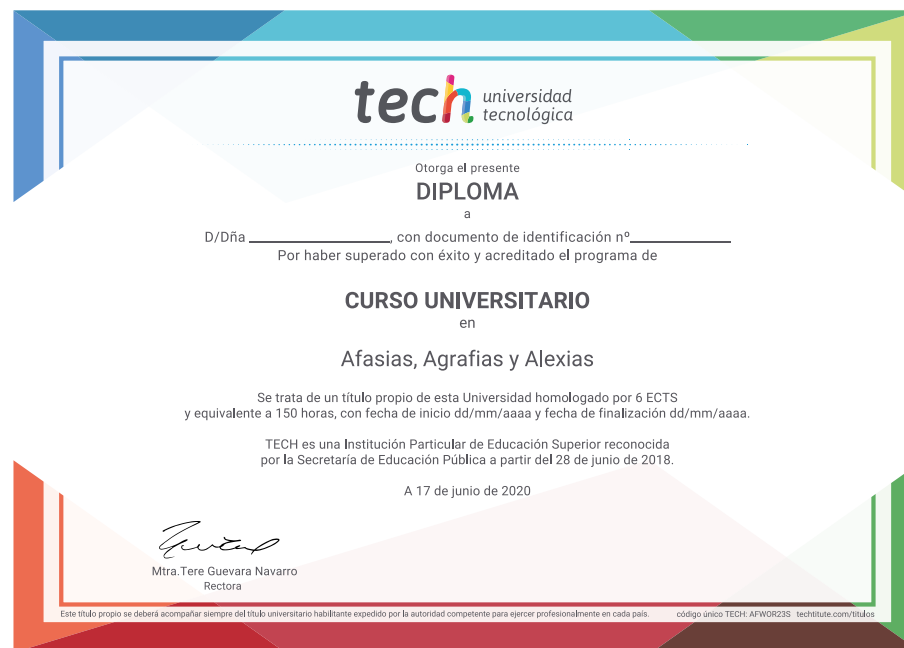 tech universidad
tecnológica
Otorga el presente
DIPLOMA
a
D/Dña ____________________, con documento de identificación nº______________
Por haber superado con éxito y acreditado el programa de
CURSO UNIVERSITARIO
en
Afasias, Agrafias y Alexias
Se trata de un título propio de esta Universidad homologado por 6 ECTS
y equivalente a 150 horas, con fecha de inicio dd/mm/aaaa y fecha de finalización dd/mm/aaaa.
TECH es una Institución Particular de Educación Superior reconocida
por la Secretaría de Educación Pública a partir del 28 de junio de 2018.
A 17 de junio de 2020
Mtra.Tere Guevara Navarro
Rectora
Este título propio se deberá acompañar siempre del título universitario habilitante expedido por la autoridad competente para ejercer profesionalmente en cada país. código único TECH: AFWOR23S techtitute.com/titulos